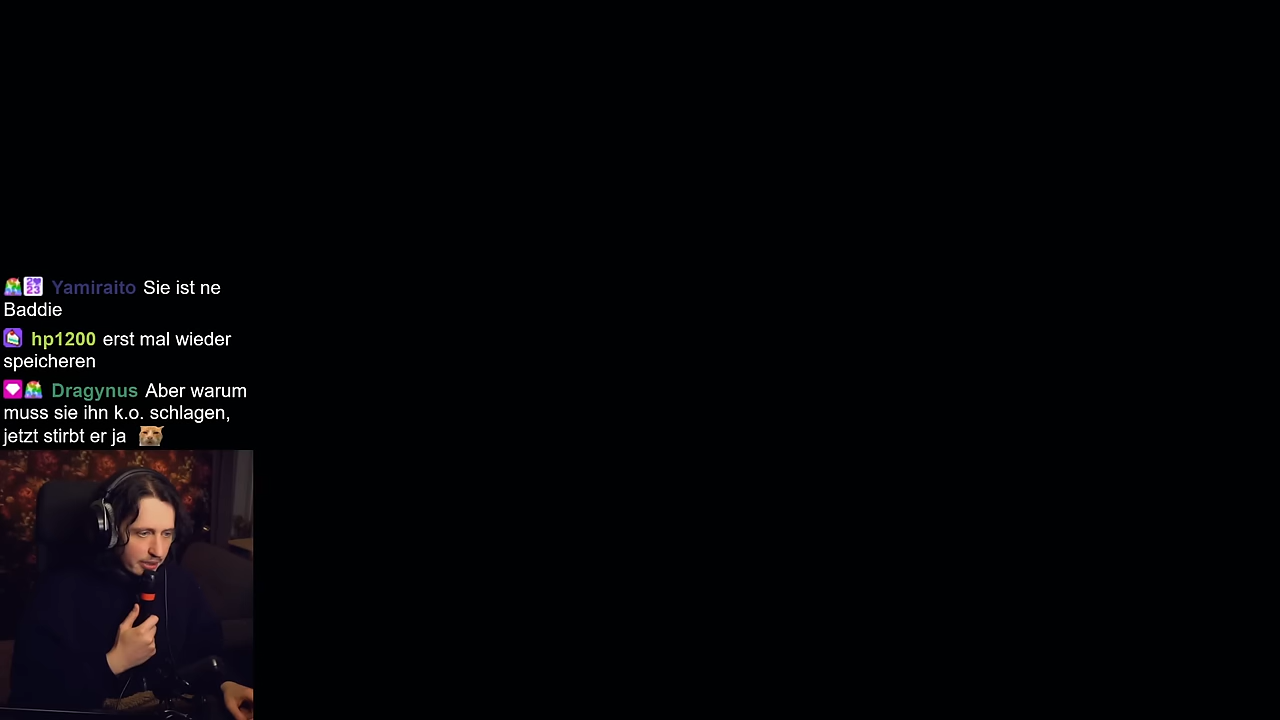 Yamiraito Sie ist ne
Baddie
hp1200 erst mal wieder
speicheren
Dragynus Aber warum
muss sie ihn k.o. schlagen,
jetzt stirbt er ja